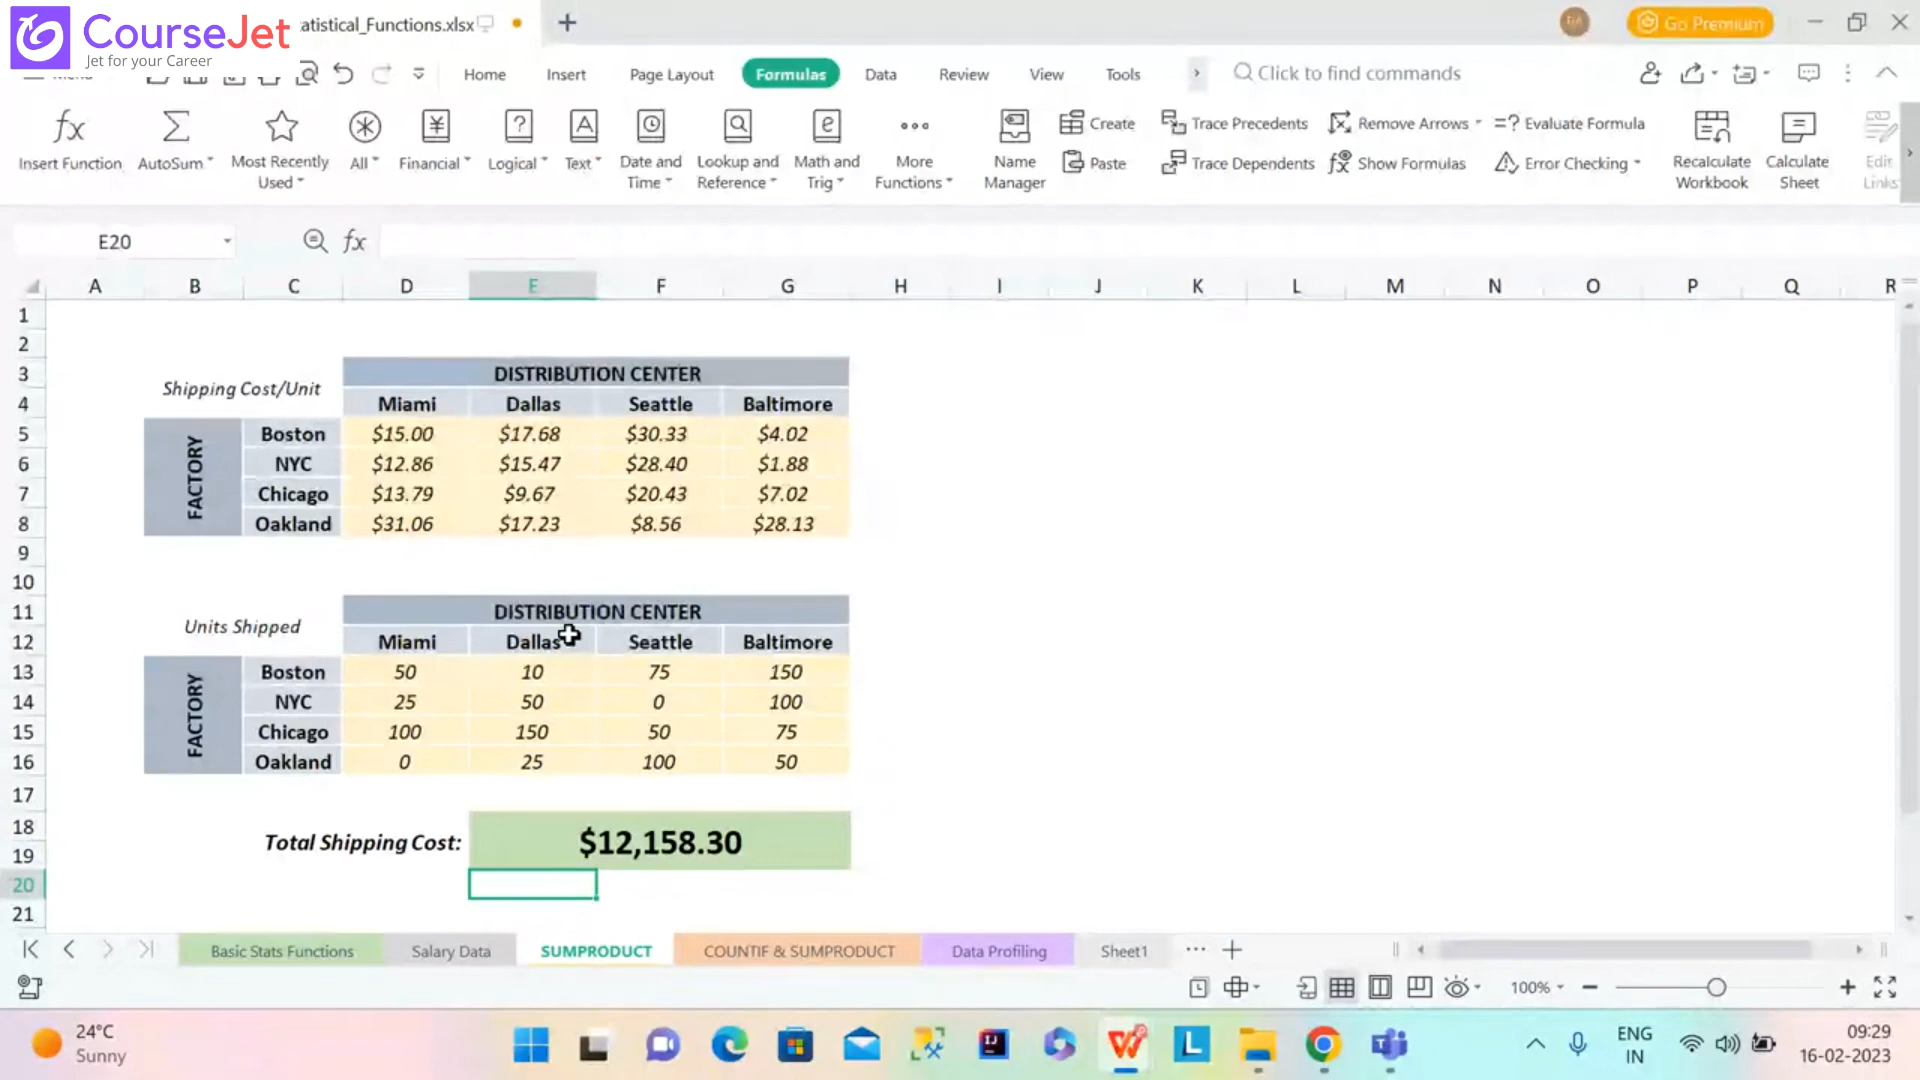 CourseJet
Jet for your Career
atistical_Functions.xlsx
Go Premium
Home Insert Page Layout Formulas Data Review View Tools
Click to find commands
Insert Function
AutoSum
Most Recently Used
All
Financial
Logical
Text
Date and Time
Lookup and Reference
Math and Trig
More Functions
Name Manager
Create
Paste
Trace Precedents
Trace Dependents
Remove Arrows
Show Formulas
Evaluate Formula
Error Checking
Recalculate Workbook
Calculate Sheet
Edit Links
E20
fx
A B C D E F G H I J K L M N O P Q R
1
2
3 DISTRIBUTION CENTER
Shipping Cost/Unit
4 Miami Dallas Seattle Baltimore
FACTORY
5 Boston $15.00 $17.68 $30.33 $4.02
6 NYC $12.86 $15.47 $28.40 $1.88
7 Chicago $13.79 $9.67 $20.43 $7.02
8 Oakland $31.06 $17.23 $8.56 $28.13
9
10
11 DISTRIBUTION CENTER
Units Shipped
12 Miami Dallas Seattle Baltimore
FACTORY
13 Boston 50 10 75 150
14 NYC 25 50 0 100
15 Chicago 100 150 50 75
16 Oakland 0 25 100 50
17
18
Total Shipping Cost: $12,158.30
19
20
21
Basic Stats Functions Salary Data SUMPRODUCT COUNTIF & SUMPRODUCT Data Profiling Sheet1
100%
24°C
Sunny
ENG
IN
09:29
16-02-2023